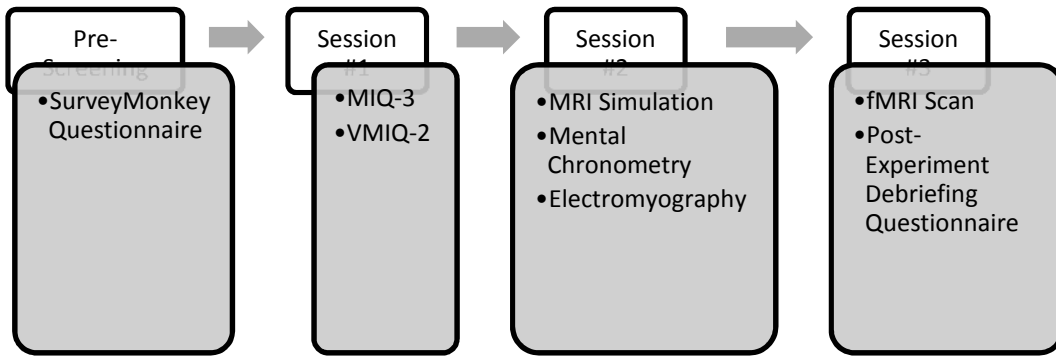 Pre-
Screening
Session
#1
Session
#2
Session
#3
•SurveyMonkey
Questionnaire
•MIQ-3
•VMIQ-2
•MRI Simulation
•Mental
Chronometry
•Electromyography
•fMRI Scan
•Post-
Experiment
Debriefing
Questionnaire